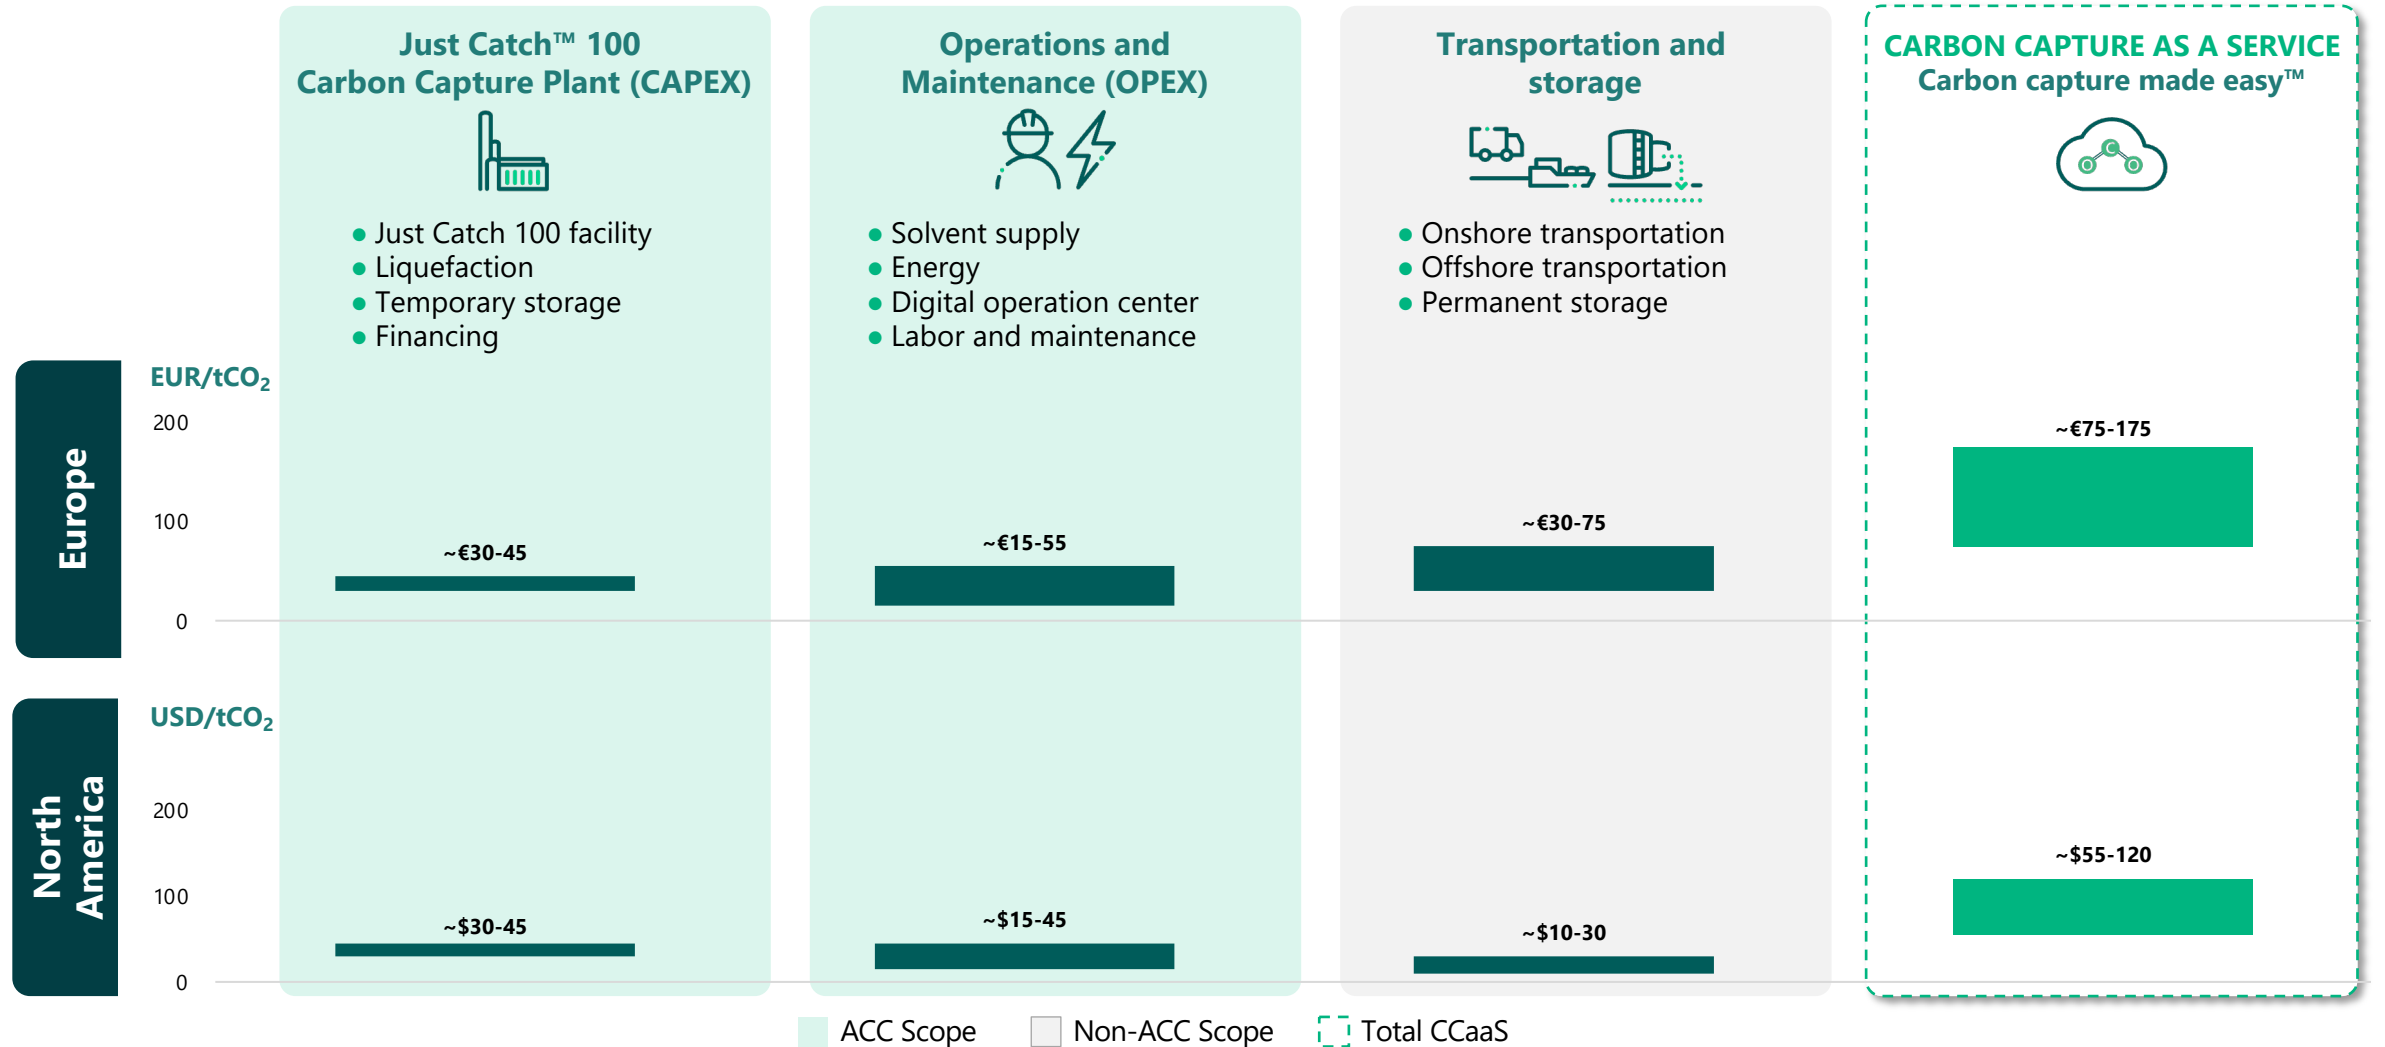 Just Catch™ 100
Carbon Capture Plant (CAPEX)
Operations and
Maintenance (OPEX)
Transportation and
storage
CARBON CAPTURE AS A SERVICE
Carbon capture made easy™
• Just Catch 100 facility
• Liquefaction
• Temporary storage
• Financing
• Solvent supply
• Energy
• Digital operation center
• Labor and maintenance
• Onshore transportation
• Offshore transportation
• Permanent storage
Europe
EUR/tCO₂
200
100
0
~€30-45
~€15-55
~€30-75
~€75-175
North
America
USD/tCO₂
200
100
0
~$30-45
~$15-45
~$10-30
~$55-120
ACC Scope
Non-ACC Scope
Total CCaaS